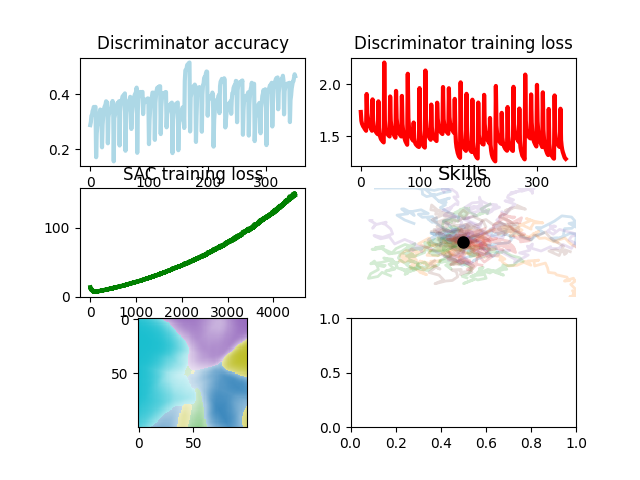 Discriminator accuracy
0.4
0.2
0 100 200 300
Discriminator training loss
2.0
1.5
0 100 200 300
SAC training loss
100
0
0 1000 2000 3000 4000
Skills
0
50
0 50
1.0
0.5
0.0
0.0 0.2 0.4 0.6 0.8 1.0